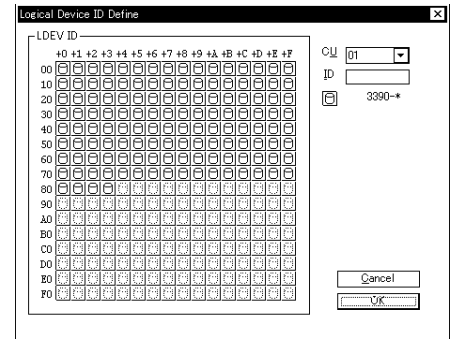 Logical Device ID Define
LDEV ID
+0 +1 +2 +3 +4 +5 +6 +7 +8 +9 +A +B +C +D +E +F
00
10
20
30
40
50
60
70
80
90
A0
B0
C0
D0
E0
F0
CU 01
ID
3390-*
Cancel
OK